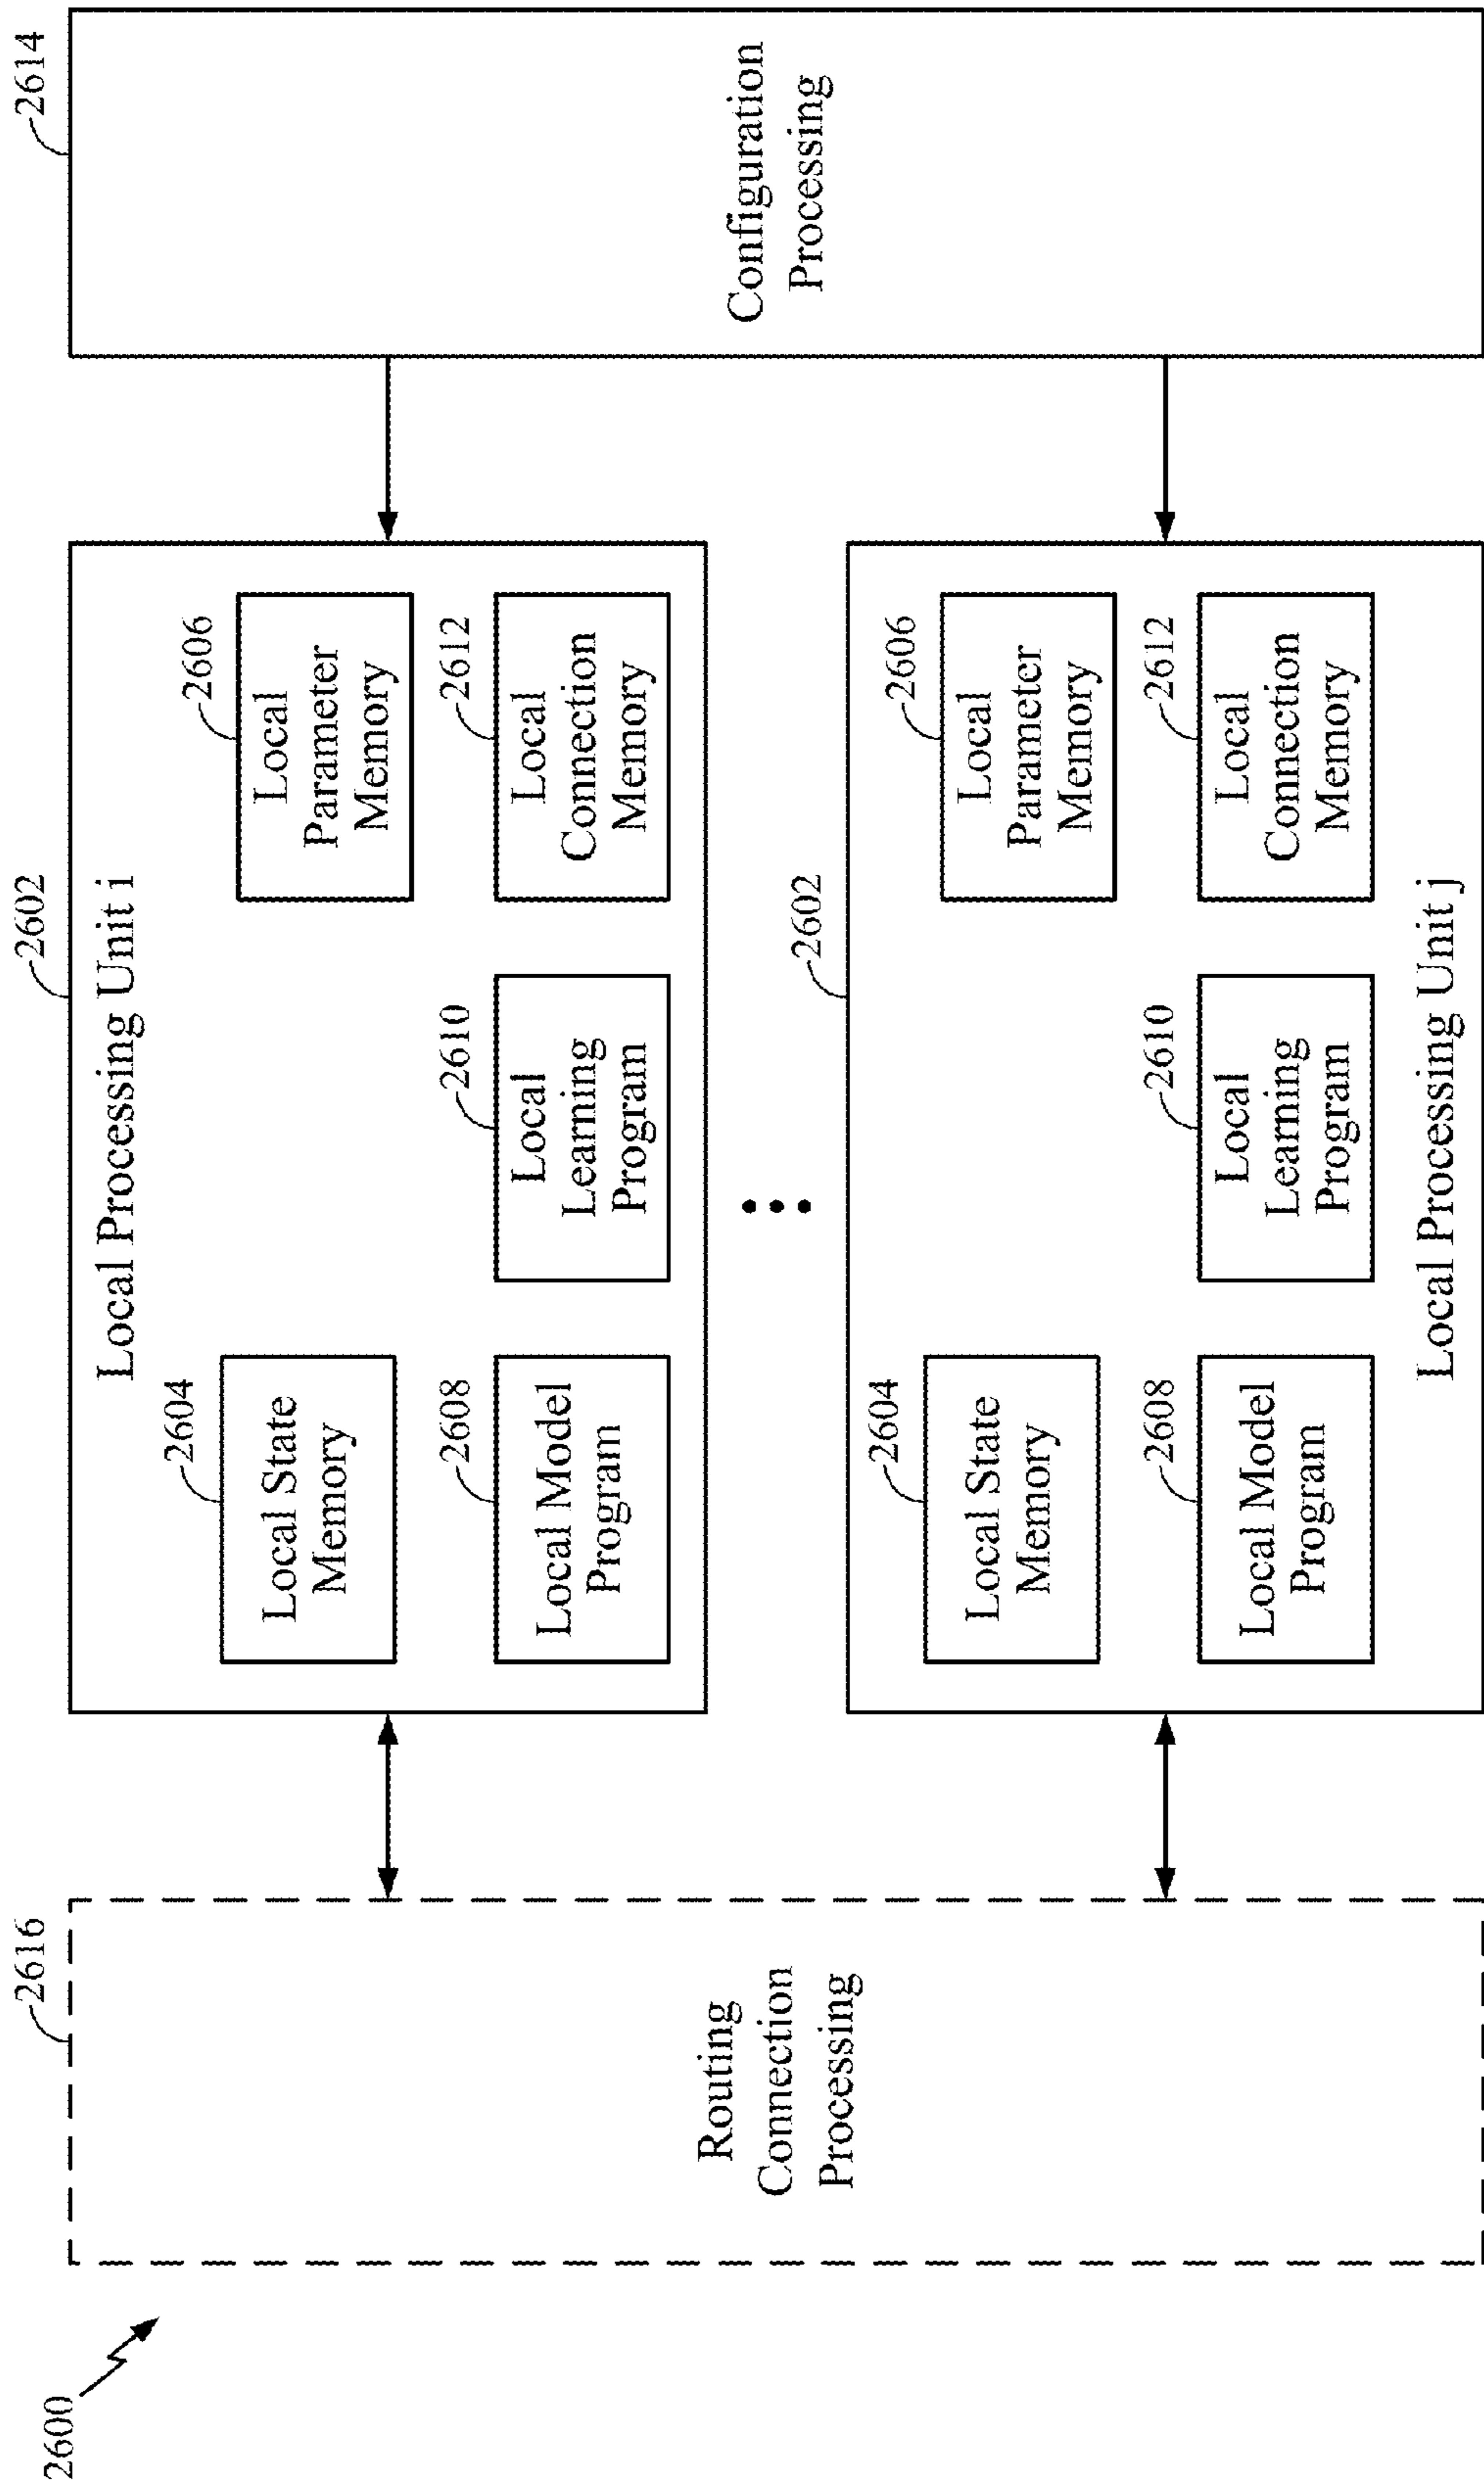 2600
2616
Routing
Connection
Processing
2602
Local Processing Unit i
2604
Local State
Memory
2606
Local
Parameter
Memory
2608
Local Model
Program
2610
Local
Learning
Program
2612
Local
Connection
Memory
2602
2604
Local State
Memory
2606
Local
Parameter
Memory
2608
Local Model
Program
2610
Local
Learning
Program
2612
Local
Connection
Memory
Local Processing Unit j
2614
Configuration
Processing